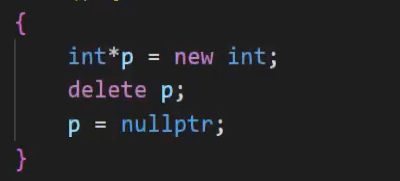 {
int*p = new int;
delete p;
p = nullptr;
}